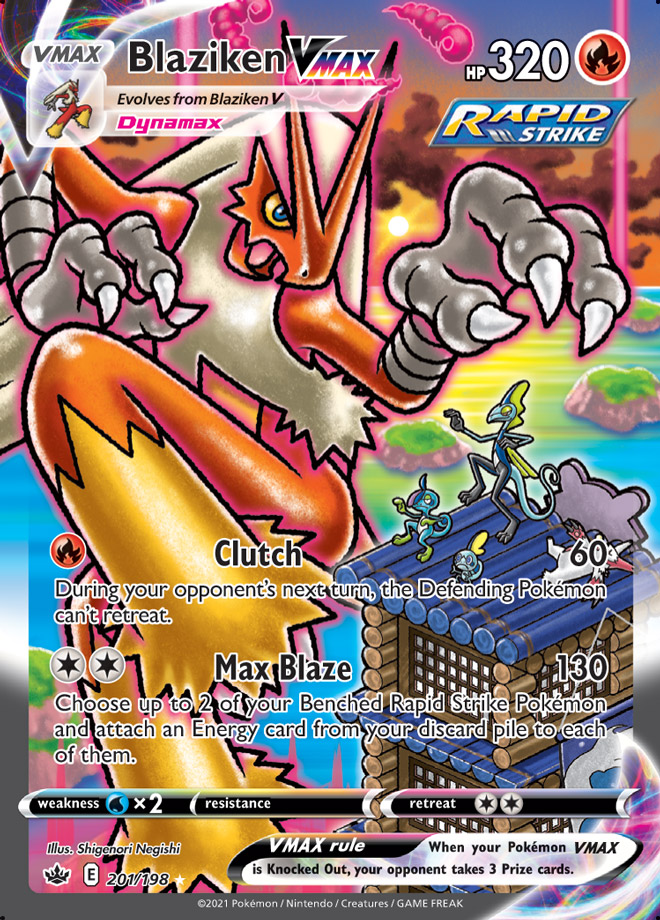 VMAX
Blaziken VMAX
HP 320
Evolves from Blaziken V
Dynamax
RAPID
STRIKE
Clutch 60
During your opponent's next turn, the Defending Pokémon
can't retreat.
Max Blaze 130
Choose up to 2 of your Benched Rapid Strike Pokémon
and attach an Energy card from your discard pile to each
of them.
weakness ×2 resistance retreat
Illus. Shigenori Negishi
E 201/198
VMAX rule When your Pokémon VMAX
is Knocked Out, your opponent takes 3 Prize cards.
©2021 Pokémon / Nintendo / Creatures / GAME FREAK